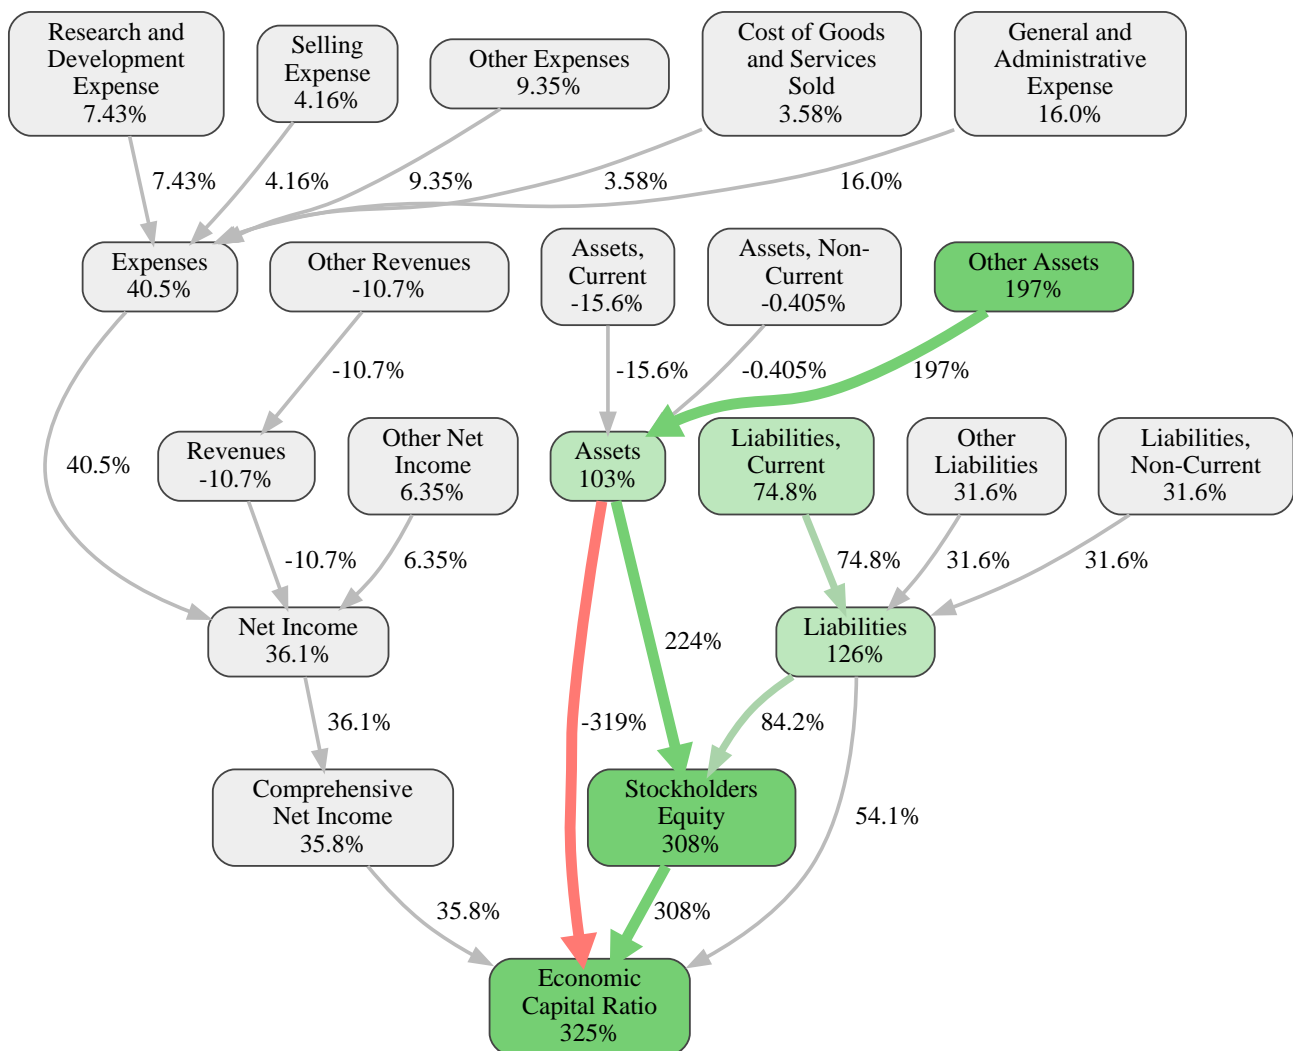 Research and
Development
Expense
7.43%
Selling
Expense
4.16%
Other Expenses
9.35%
Cost of Goods
and Services
Sold
3.58%
General and
Administrative
Expense
16.0%
7.43%
4.16%
9.35%
3.58%
16.0%
Expenses
40.5%
Other Revenues
-10.7%
Assets,
Current
-15.6%
Assets, Non-
Current
-0.405%
Other Assets
197%
-10.7%
-15.6%
-0.405%
197%
40.5%
Revenues
-10.7%
Other Net
Income
6.35%
Assets
103%
Liabilities,
Current
74.8%
Other
Liabilities
31.6%
Liabilities,
Non-Current
31.6%
-10.7%
6.35%
74.8%
31.6%
31.6%
Net Income
36.1%
224%
Liabilities
126%
36.1%
-319%
84.2%
Comprehensive
Net Income
35.8%
Stockholders
Equity
308%
54.1%
35.8%
308%
Economic
Capital Ratio
325%